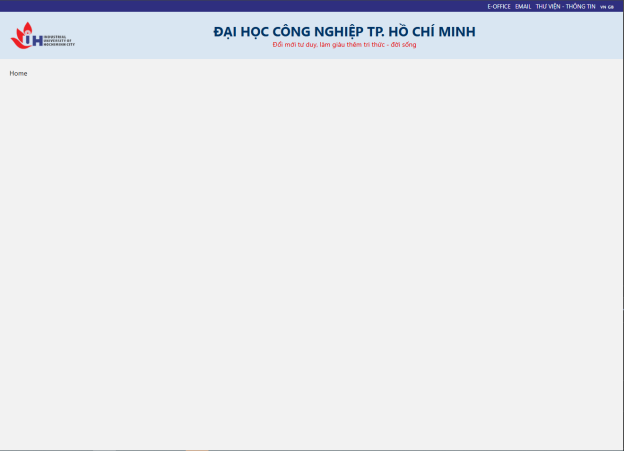 E-OFFICE EMAIL THƯ VIỆN - THÔNG TIN VN GB
INDUSTRIAL
UNIVERSITY OF
HOCHIMINH CITY
ĐẠI HỌC CÔNG NGHIỆP TP. HỒ CHÍ MINH
Đổi mới tư duy, làm giàu thêm tri thức - đời sống
Home